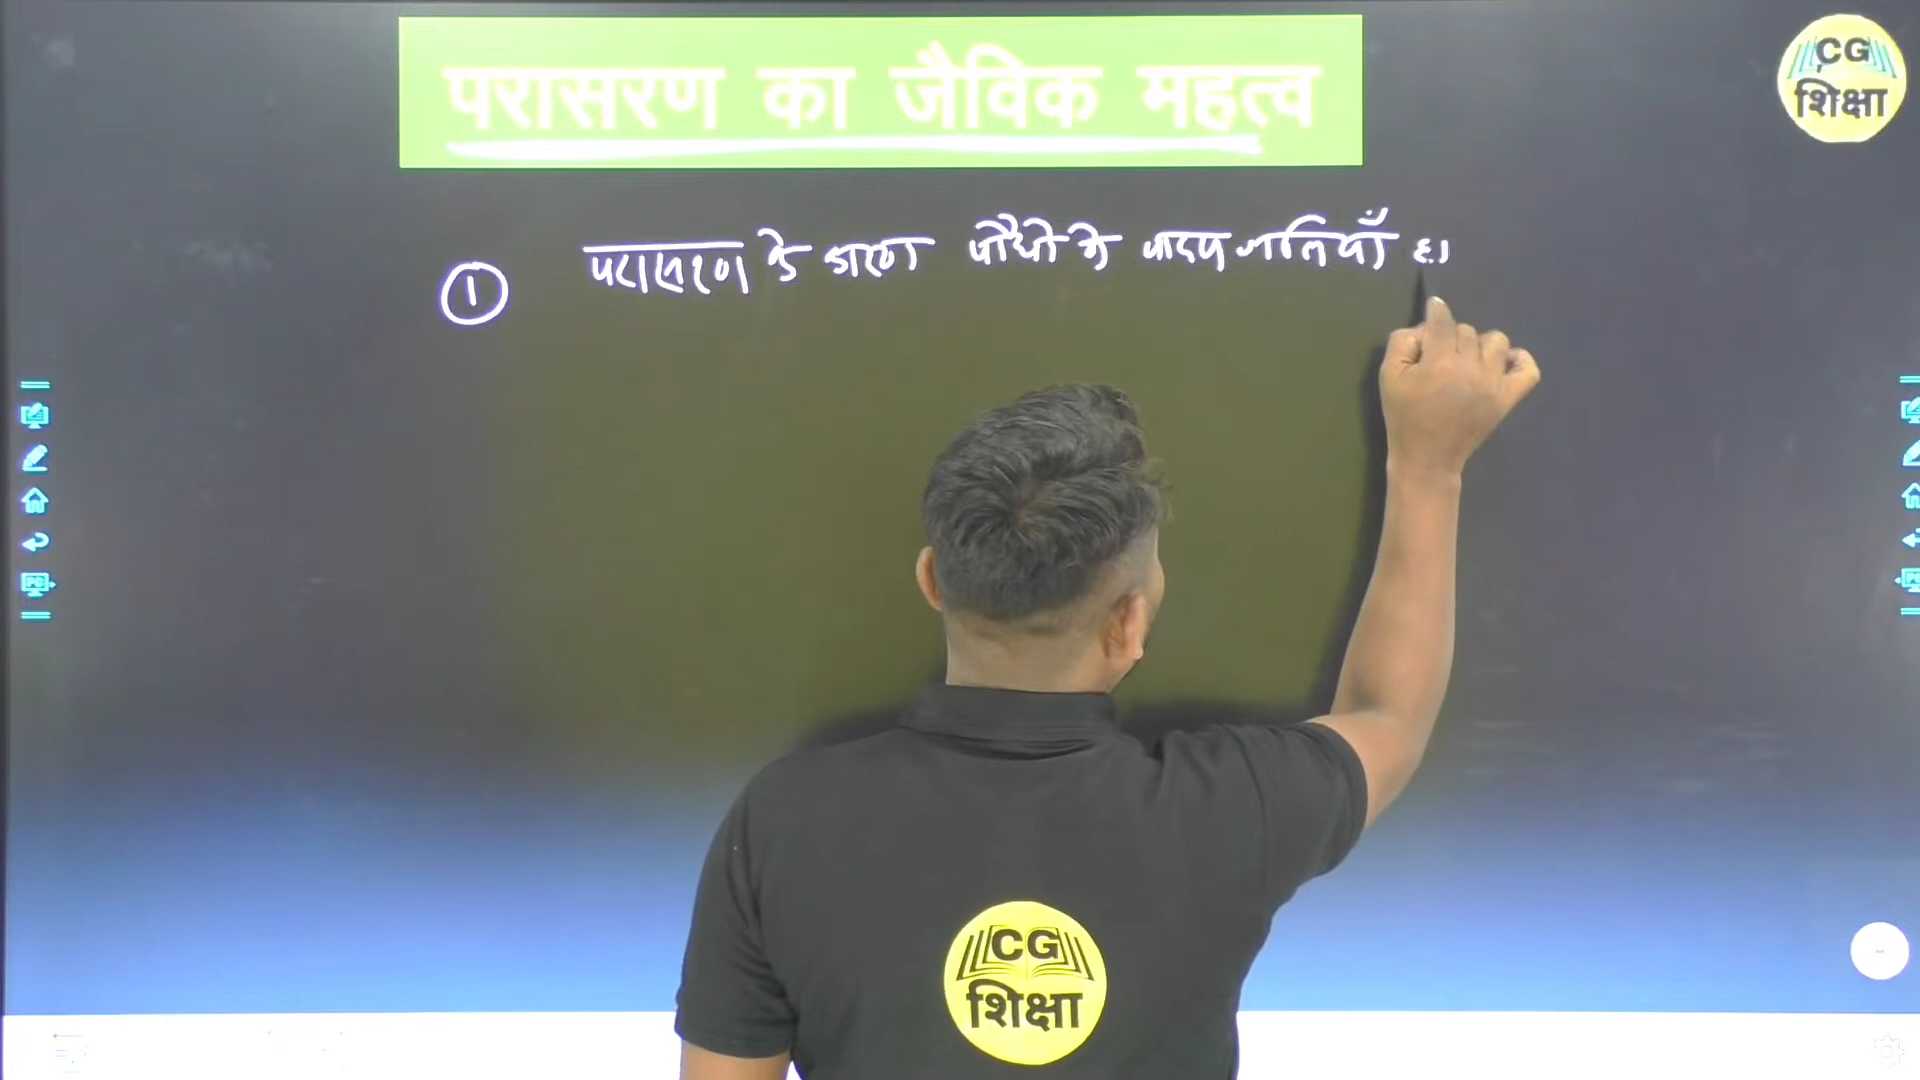 परासरण का जैविक महत्व
CG
शिक्षा
① परासरण के कारण पौधो के पादप
CG
शिक्षा